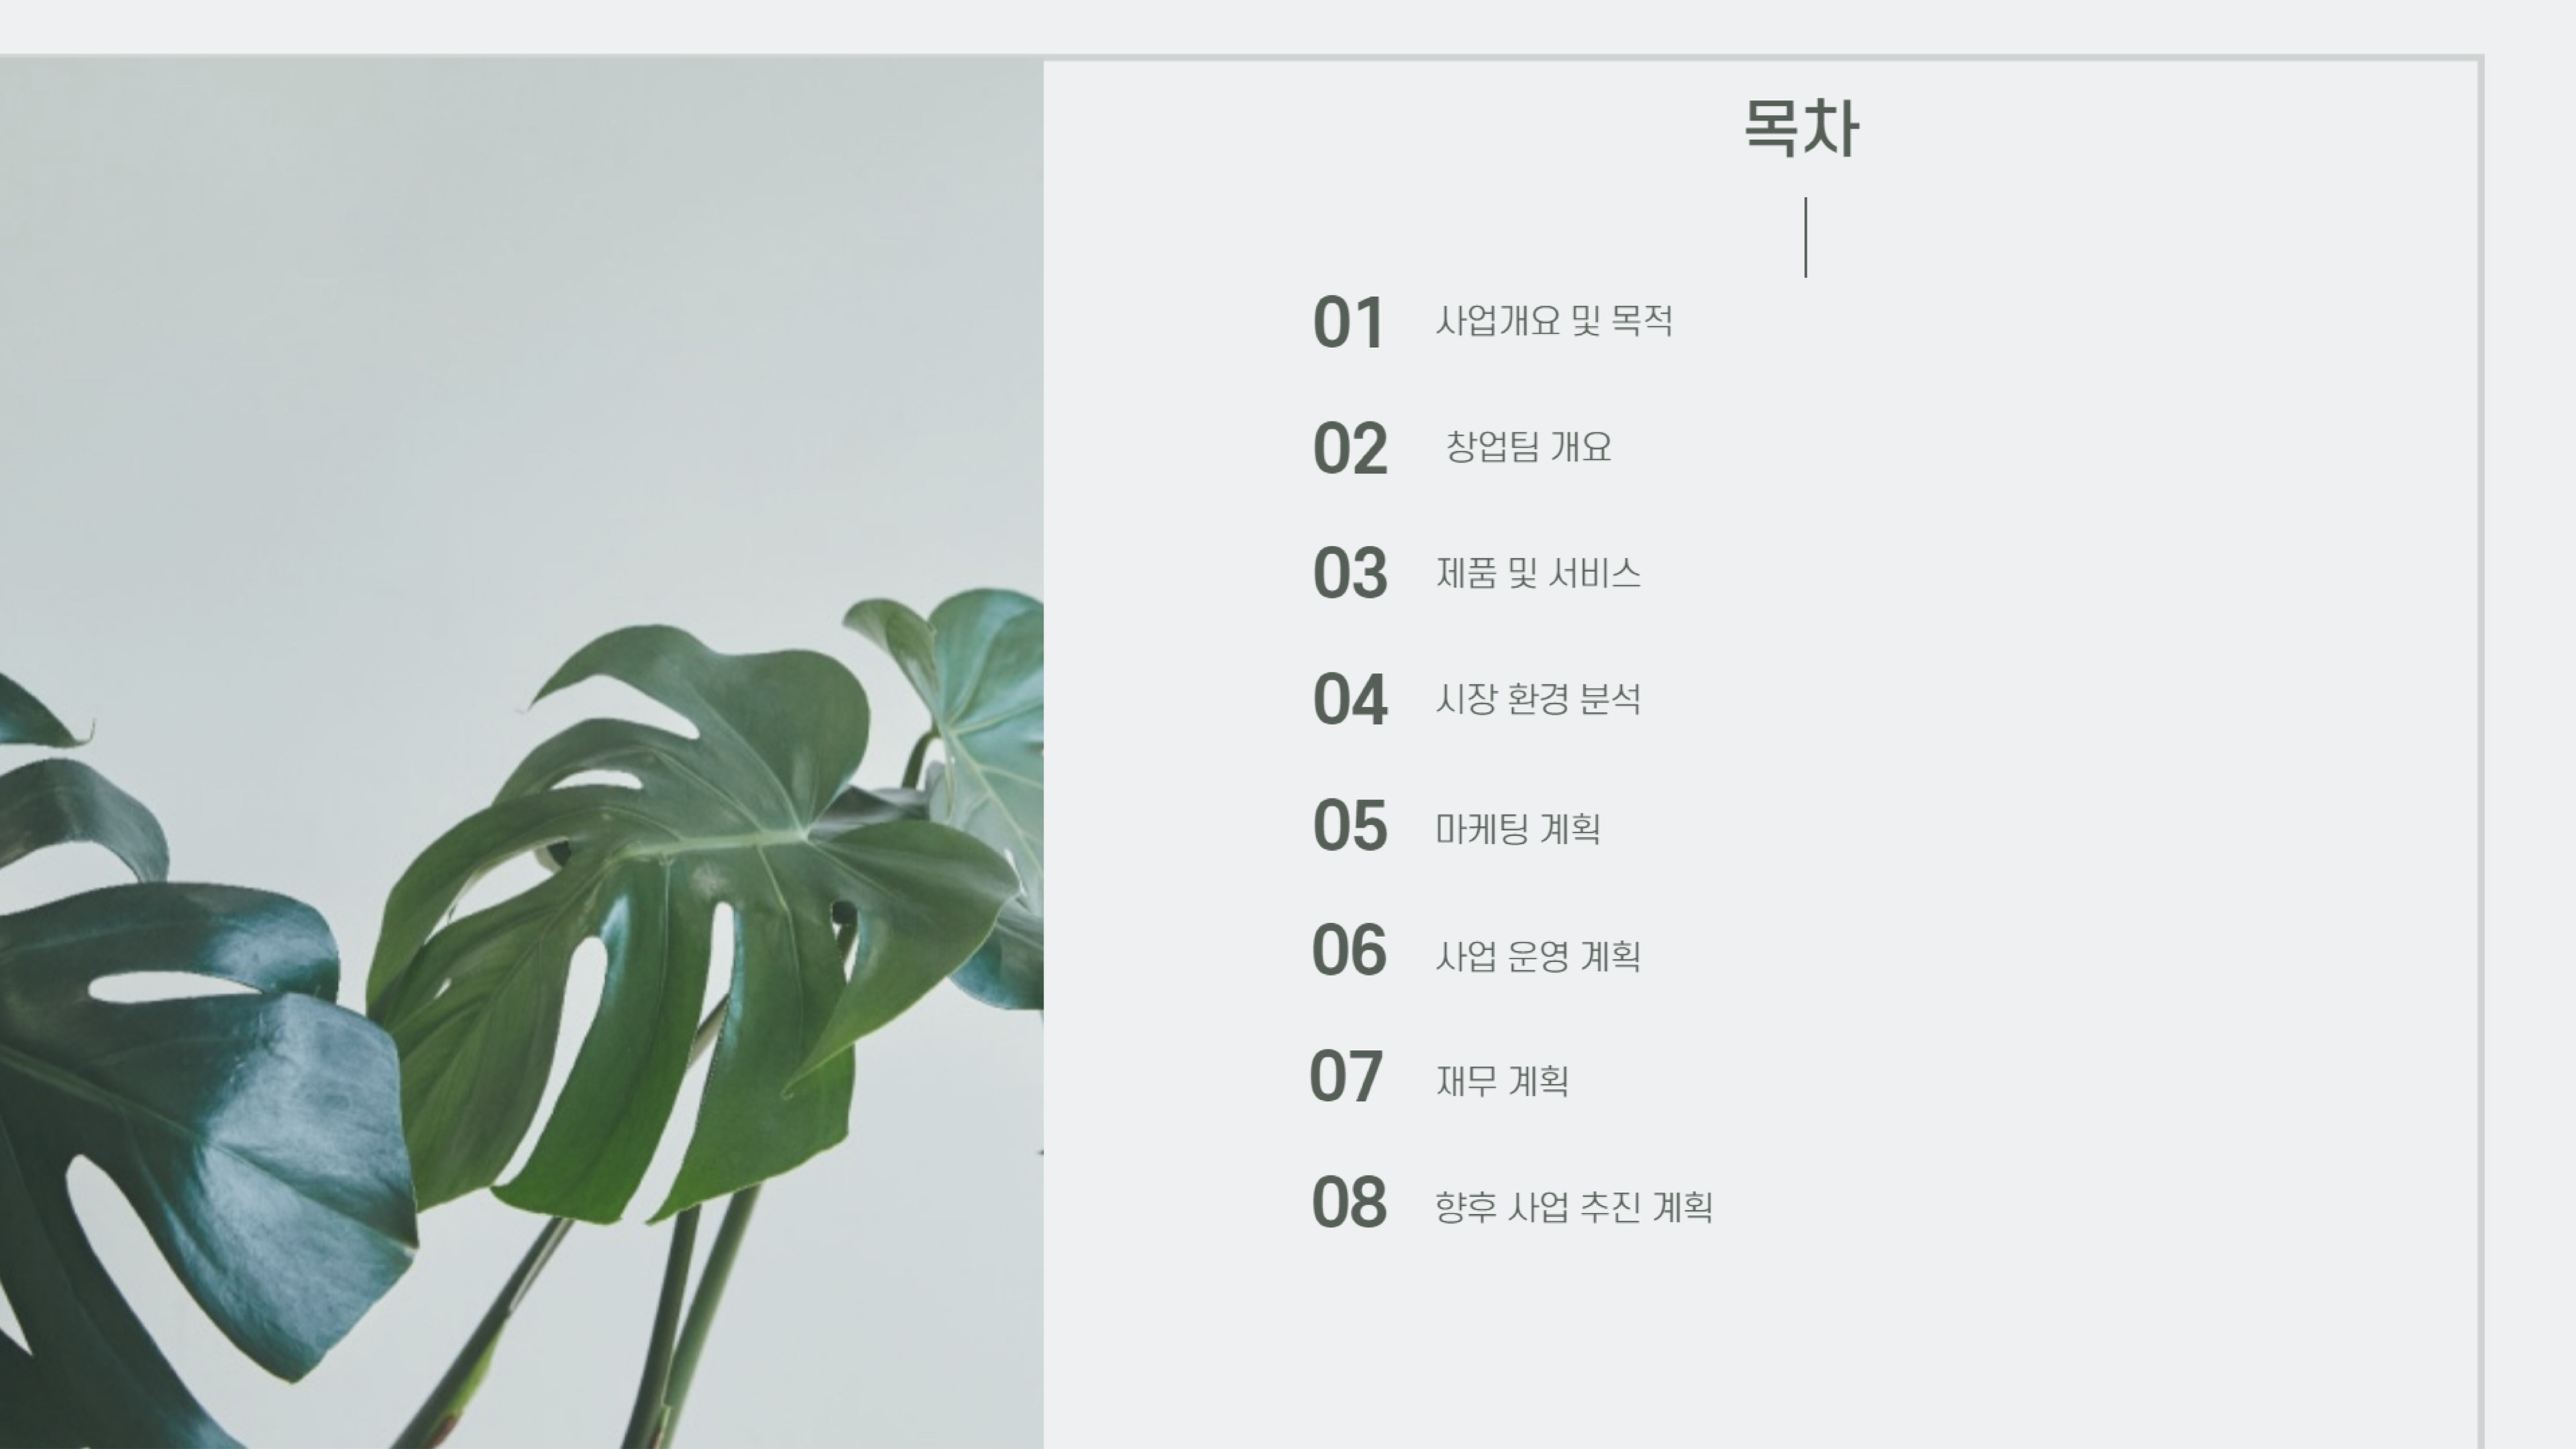 목차
01 사업개요 및 목적
02 창업팀 개요
03 제품 및 서비스
04 시장 환경 분석
05 마케팅 계획
06 사업 운영 계획
07 재무 계획
08 향후 사업 추진 계획